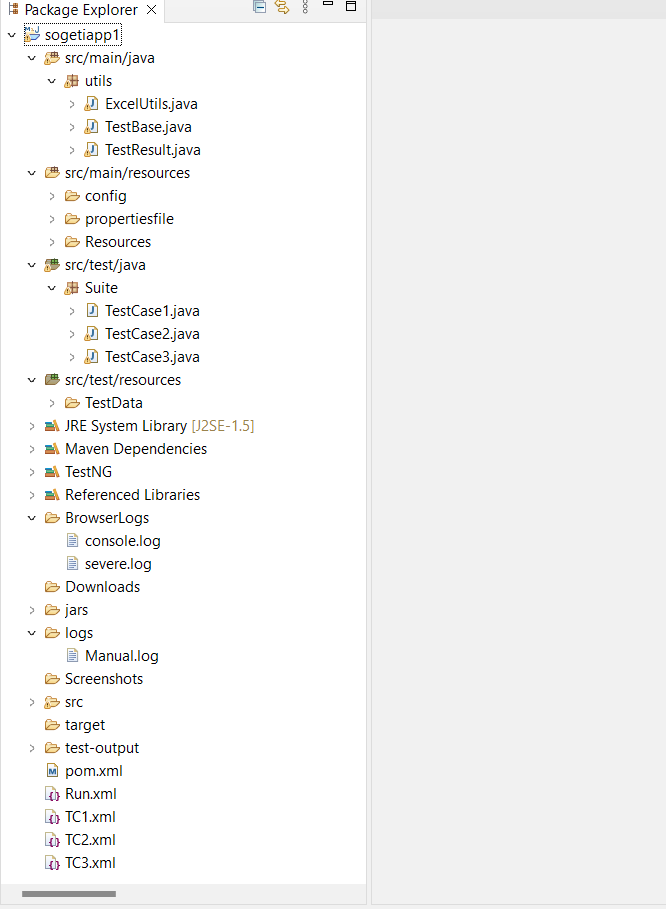 Package Explorer
sogetiapp1
src/main/java
utils
ExcelUtils.java
TestBase.java
TestResult.java
src/main/resources
config
propertiesfile
Resources
src/test/java
Suite
TestCase1.java
TestCase2.java
TestCase3.java
src/test/resources
TestData
JRE System Library [J2SE-1.5]
Maven Dependencies
TestNG
Referenced Libraries
BrowserLogs
console.log
severe.log
Downloads
jars
logs
Manual.log
Screenshots
src
target
test-output
pom.xml
Run.xml
TC1.xml
TC2.xml
TC3.xml